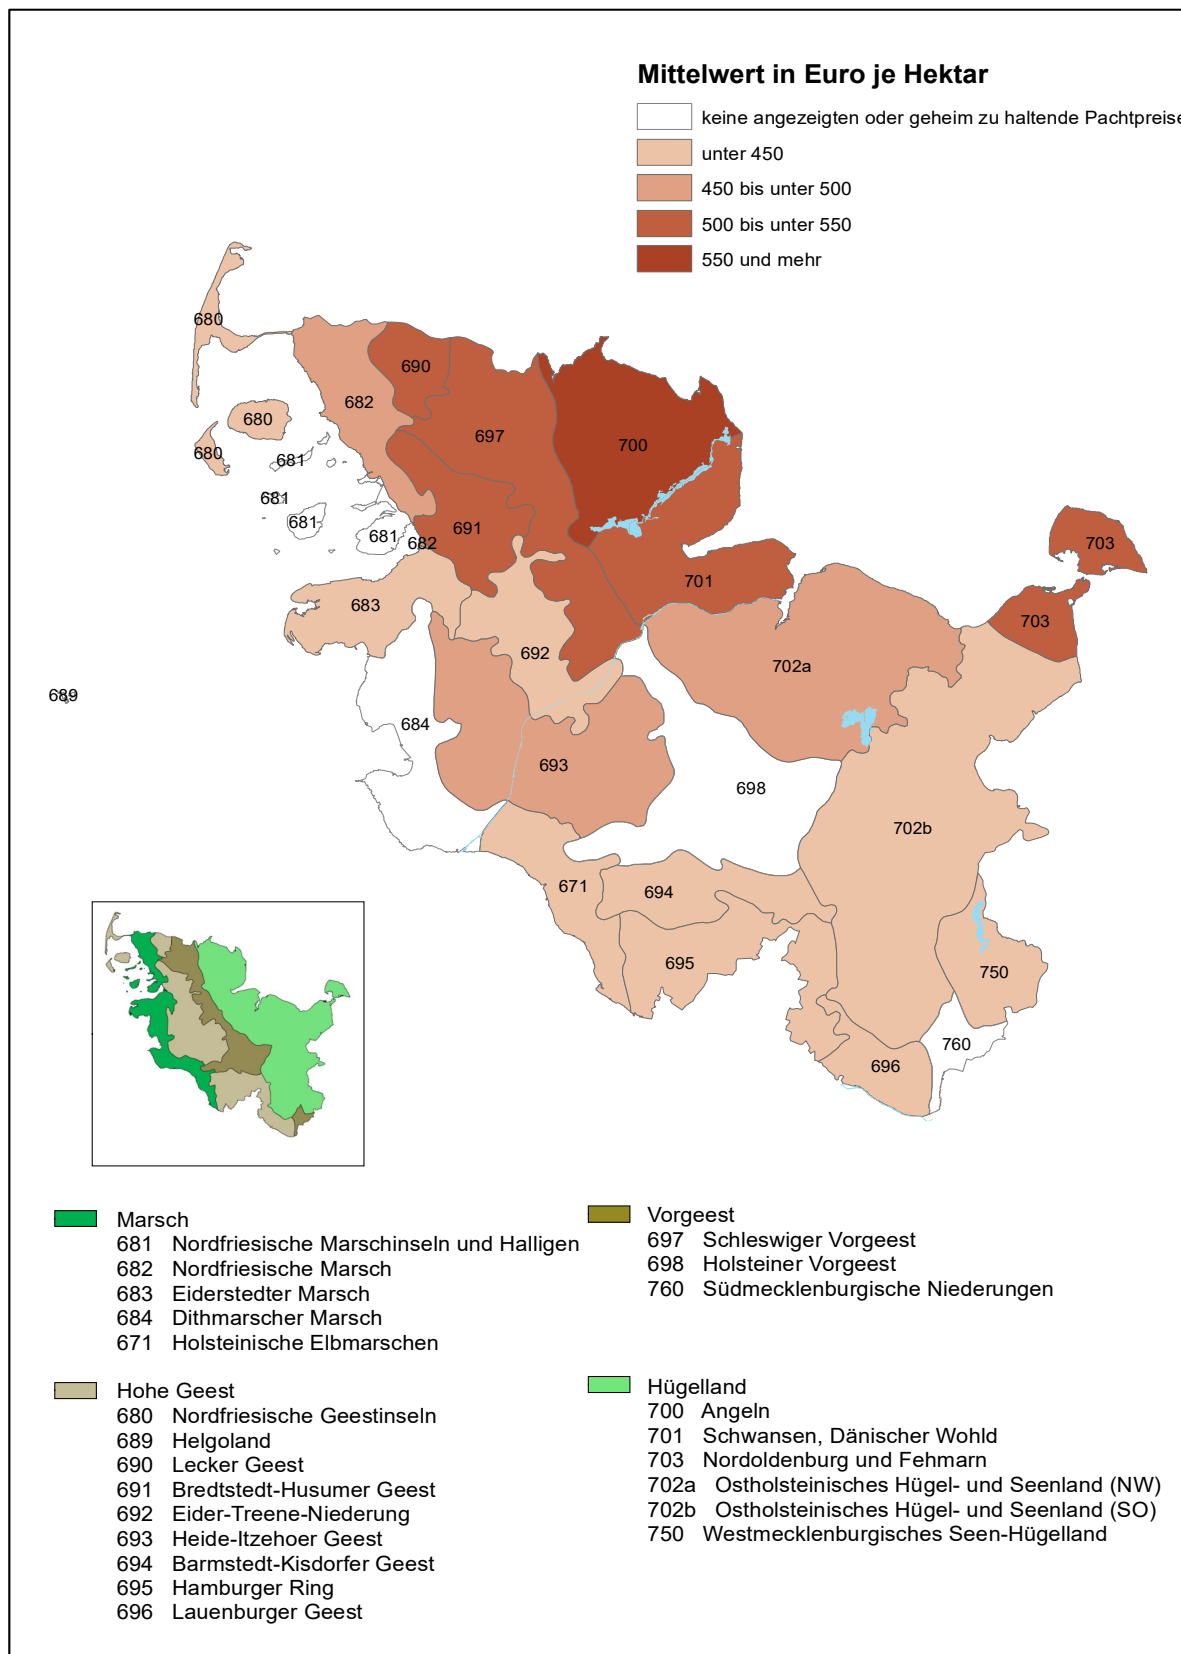 Mittelwert in Euro je Hektar
keine angezeigten oder geheim zu haltende Pachtpreise
unter 450
450 bis unter 500
500 bis unter 550
550 und mehr
680
690
682
680
697
700
680
681
681
681
681
682
691
703
701
683
703
692
702a
689
684
693
698
702b
671
694
695
750
760
696
Marsch
681 Nordfriesische Marschinseln und Halligen
682 Nordfriesische Marsch
683 Eiderstedter Marsch
684 Dithmarscher Marsch
671 Holsteinische Elbmarschen
Hohe Geest
680 Nordfriesische Geestinseln
689 Helgoland
690 Lecker Geest
691 Bredtstedt-Husumer Geest
692 Eider-Treene-Niederung
693 Heide-Itzehoer Geest
694 Barmstedt-Kisdorfer Geest
695 Hamburger Ring
696 Lauenburger Geest
Vorgeest
697 Schleswiger Vorgeest
698 Holsteiner Vorgeest
760 Südmecklenburgische Niederungen
Hügelland
700 Angeln
701 Schwansen, Dänischer Wohld
703 Nordoldenburg und Fehmarn
702a Ostholsteinisches Hügel- und Seenland (NW)
702b Ostholsteinisches Hügel- und Seenland (SO)
750 Westmecklenburgisches Seen-Hügelland